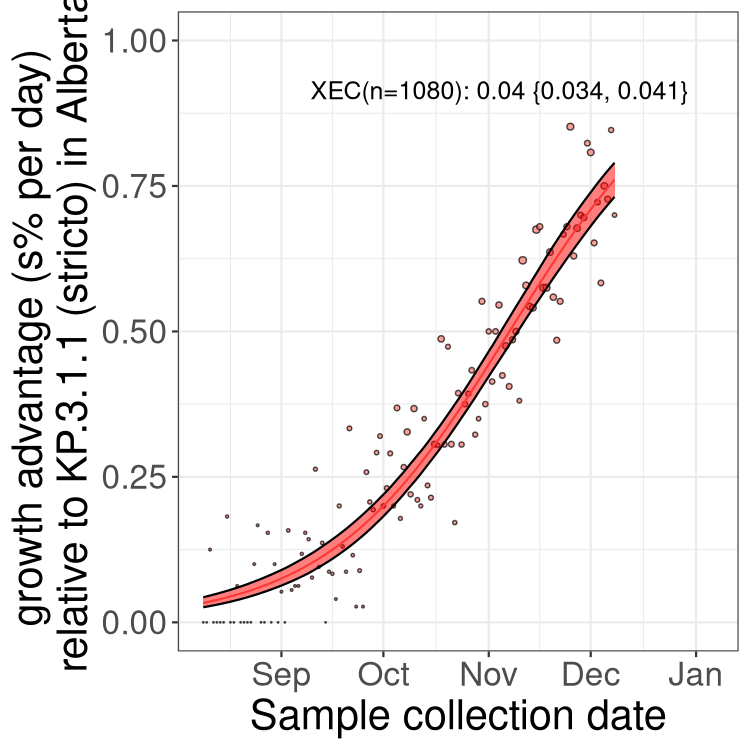 growth advantage (s% per day)
relative to KP.3.1.1 (stricto) in Alberta
1.00
0.75
0.50
0.25
0.00
XEC(n=1080): 0.04 {0.034, 0.041}
Sep Oct Nov Dec Jan
Sample collection date